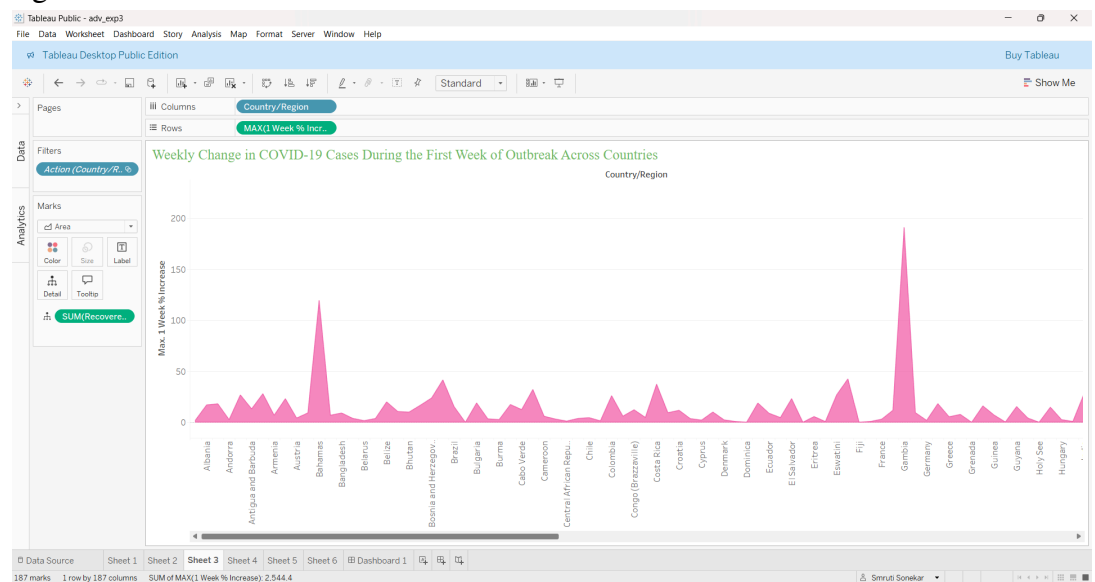 Tableau Public - adv_exp3
File Data Worksheet Dashboard Story Analysis Map Format Server Window Help
Tableau Desktop Public Edition
Buy Tableau
Standard
Show Me
Pages
Columns
Country/Region
Rows
MAX(1 Week % Incr..
Data
Analytics
Filters
Action (Country/R..
Marks
Area
Color
Size
Label
Detail
Tooltip
SUM(Recovere..
Weekly Change in COVID-19 Cases During the First Week of Outbreak Across Countries
Country/Region
Max. 1 Week % Increase
200
150
100
50
0
Albania
Andorra
Antigua and Barbuda
Armenia
Austria
Bahamas
Bangladesh
Belarus
Belize
Bhutan
Bosnia and Herzegov..
Brazil
Bulgaria
Burma
Cabo Verde
Cameroon
Central African Repu..
Chile
Colombia
Congo (Brazzaville)
Costa Rica
Croatia
Cyprus
Denmark
Dominica
Ecuador
El Salvador
Eritrea
Eswatini
Fiji
France
Gambia
Germany
Greece
Grenada
Guinea
Guyana
Holy See
Hungary
Data Source Sheet 1 Sheet 2 Sheet 3 Sheet 4 Sheet 5 Sheet 6 Dashboard 1
187 marks 1 row by 187 columns SUM of MAX(1 Week % Increase): 2,544.4
Smruti Sonekar